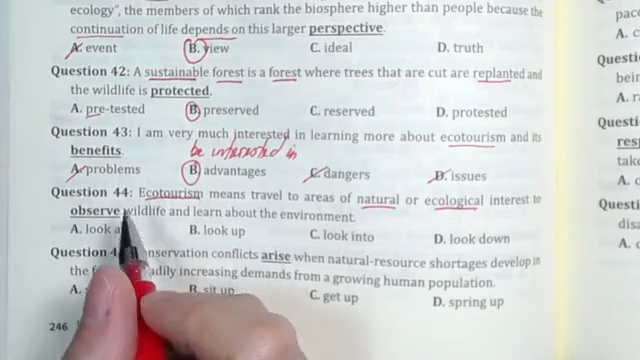 ecology", the members of which rank the biosphere higher than people because the
continuation of life depends on this larger perspective.
A. event B. view C. ideal D. truth
Question 42: A sustainable forest is a forest where trees that are cut are replanted and
the wildlife is protected.
A. pre-tested B. preserved C. reserved D. protested
Question 43: I am very much interested in learning more about ecotourism and its
benefits.
be interested in
A. problems B. advantages C. dangers D. issues
Question 44: Ecotourism means travel to areas of natural or ecological interest to
observe wildlife and learn about the environment.
A. look B. look up C. look into D. look down
Question onservation conflicts arise when natural-resource shortages develop in
the adily increasing demands from a growing human population.
A. B. sit up C. get up D. spring up
246
pac
A. c
Questi
bein
A. r
Questi
resp
take
A. c
Questi
disa
A. c